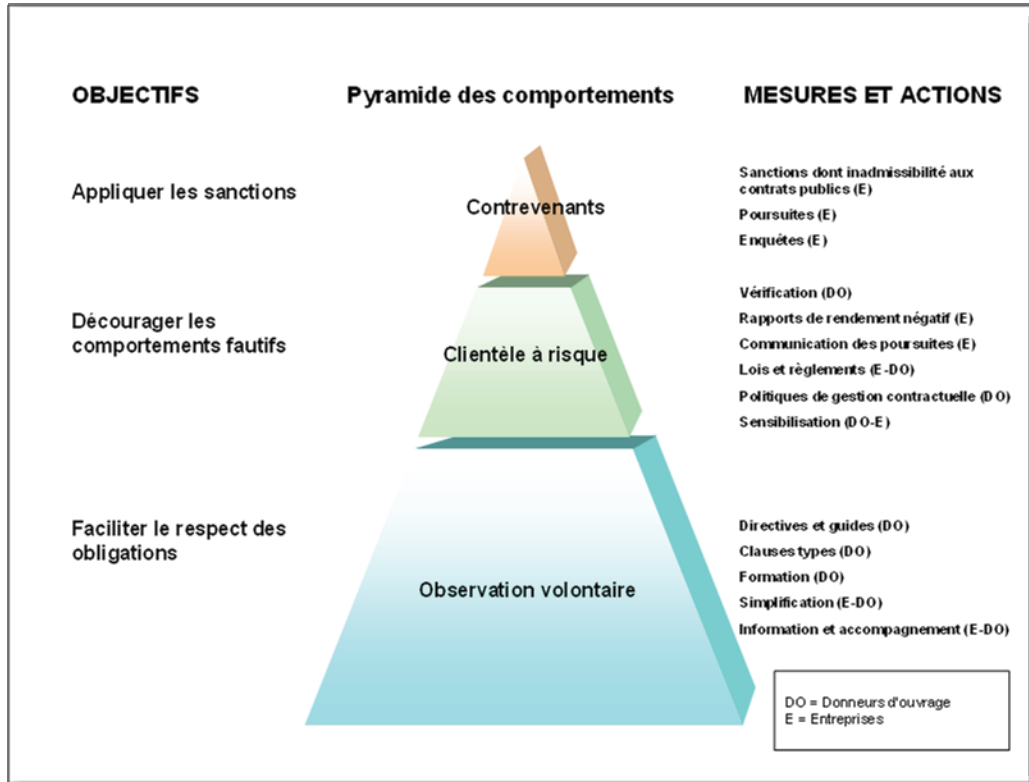 OBJECTIFS
Pyramide des comportements
MESURES ET ACTIONS
Appliquer les sanctions
Contrevenants
Sanctions dont inadmissibilité aux
contrats publics (E)
Poursuites (E)
Enquêtes (E)
Décourager les
comportements fautifs
Clientèle à risque
Vérification (DO)
Rapports de rendement négatif (E)
Communication des poursuites (E)
Lois et règlements (E-DO)
Politiques de gestion contractuelle (DO)
Sensibilisation (DO-E)
Faciliter le respect des
obligations
Observation volontaire
Directives et guides (DO)
Clauses types (DO)
Formation (DO)
Simplification (E-DO)
Information et accompagnement (E-DO)
DO = Donneurs d'ouvrage
E = Entreprises